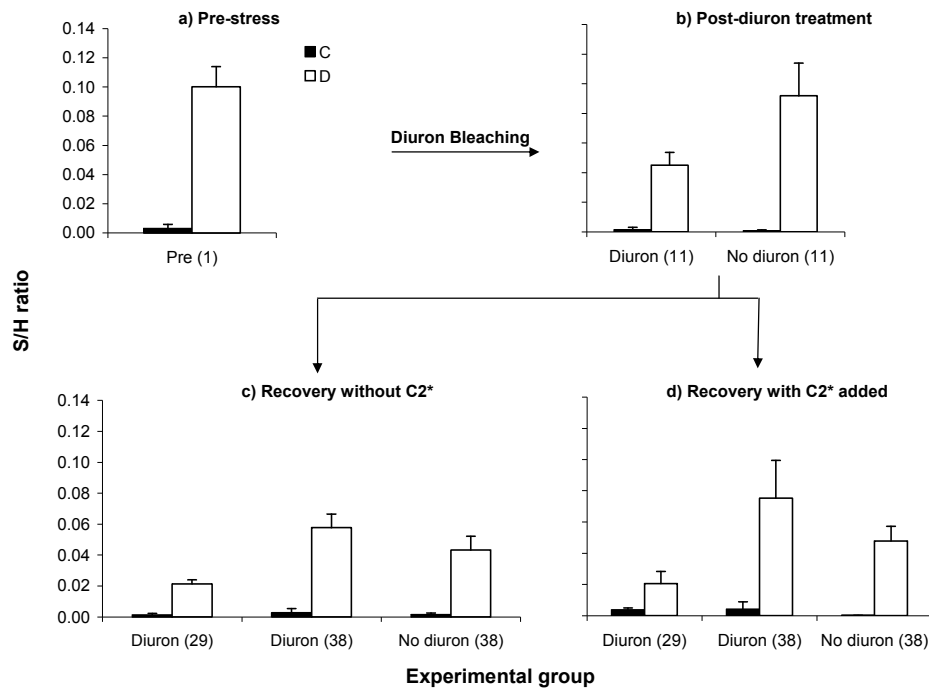 a) Pre-stress
0.14
0.12
0.10
0.08
0.06
0.04
0.02
0.00
Pre (1)
C
D
Diuron Bleaching
b) Post-diuron treatment
Diuron (11) No diuron (11)
S/H ratio
c) Recovery without C2*
0.14
0.12
0.10
0.08
0.06
0.04
0.02
0.00
Diuron (29) Diuron (38) No diuron (38)
d) Recovery with C2* added
Diuron (29) Diuron (38) No diuron (38)
Experimental group